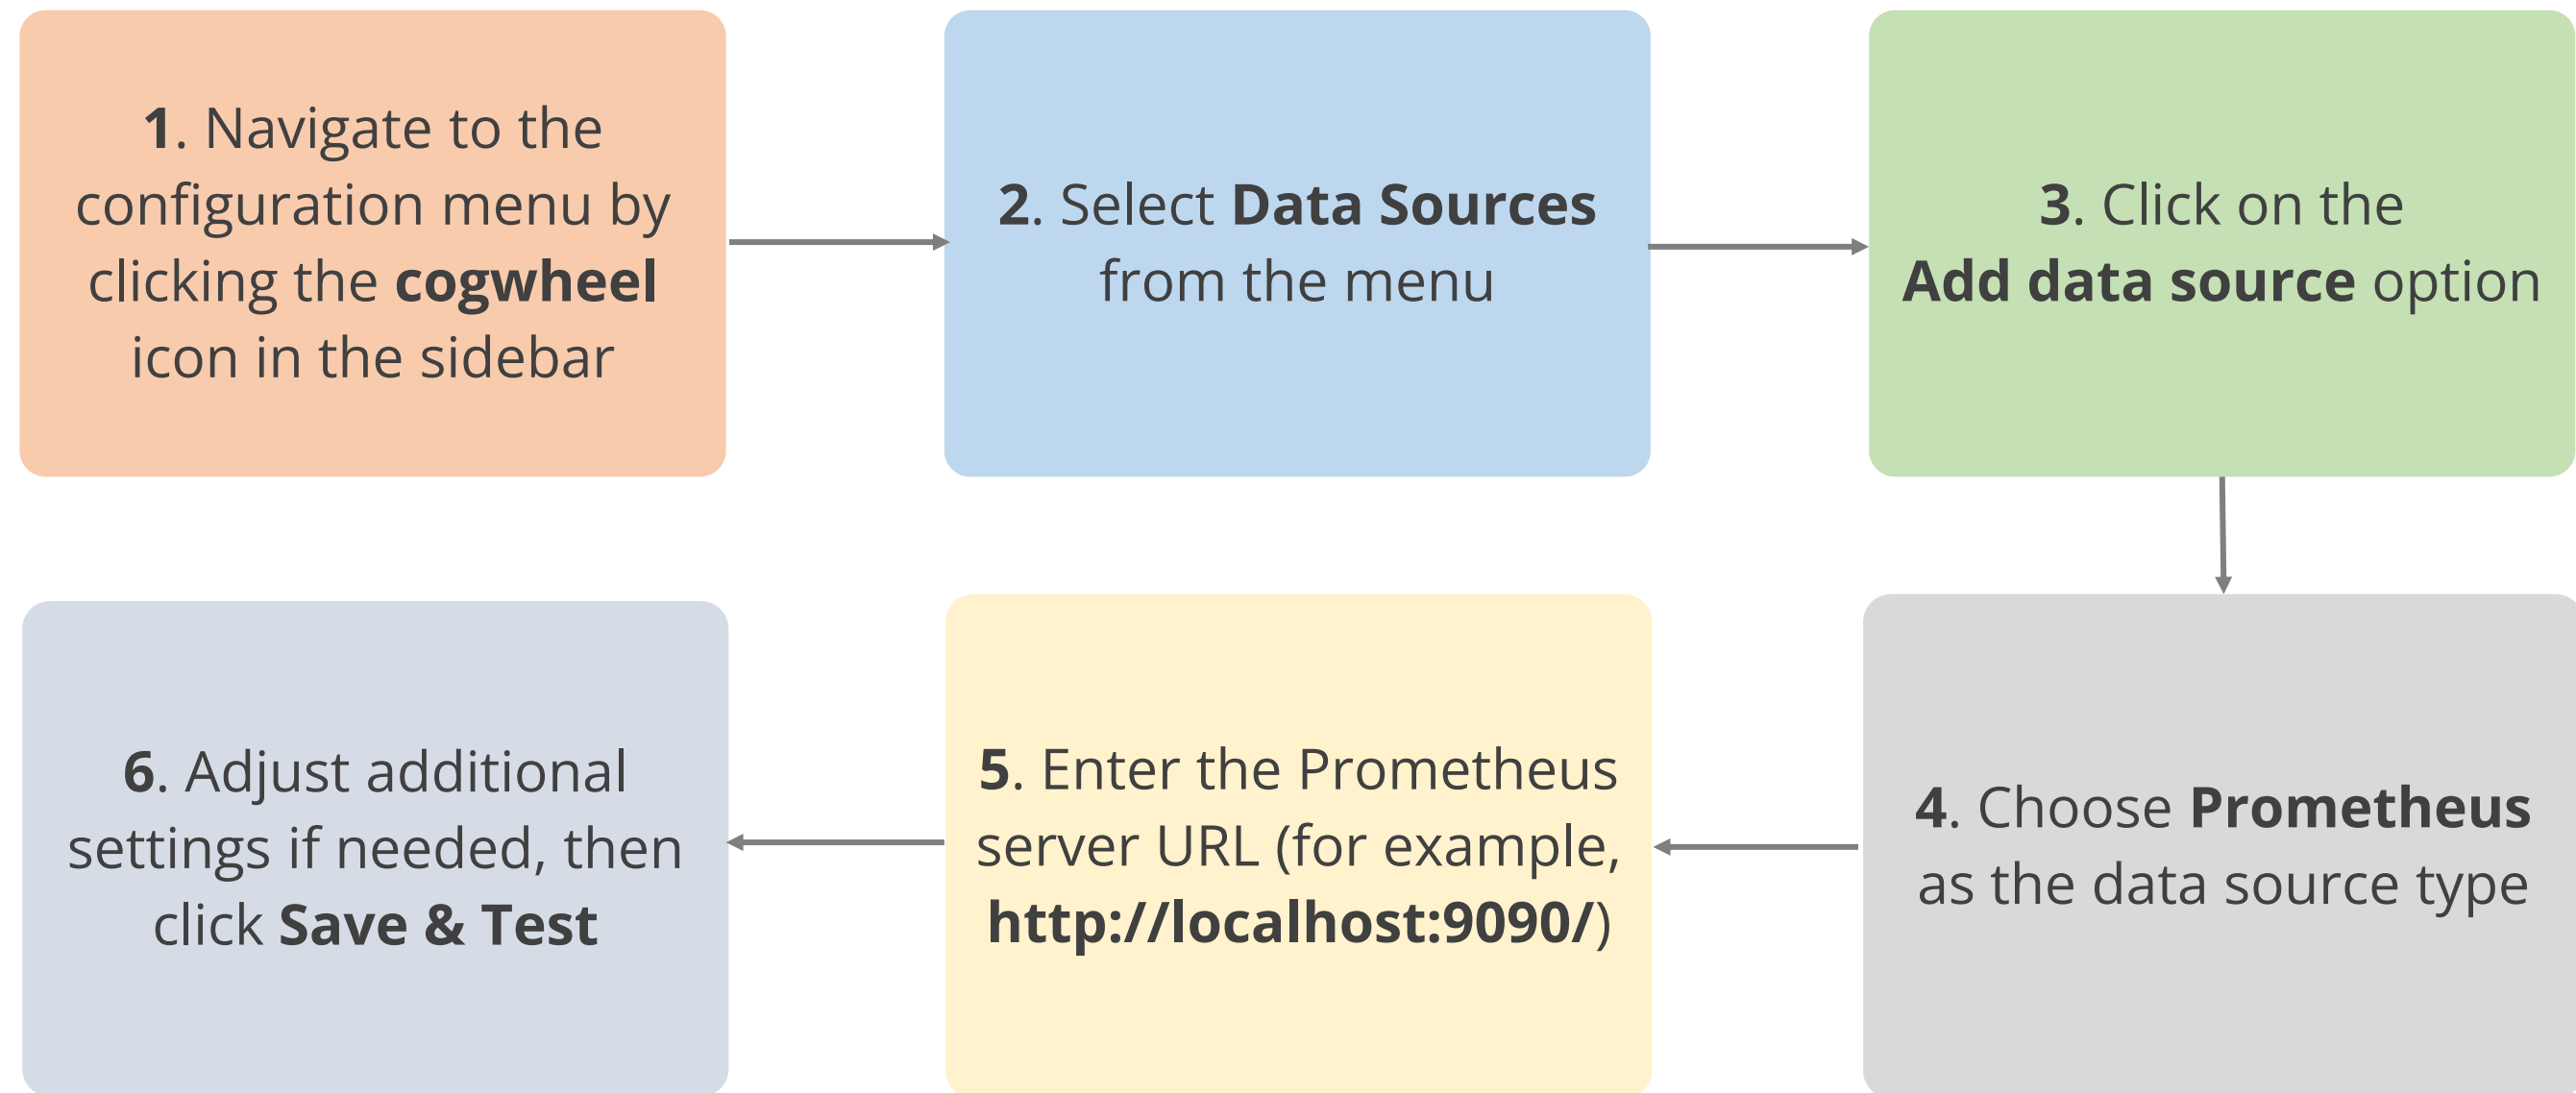 1. Navigate to the
configuration menu by
clicking the cogwheel
icon in the sidebar
2. Select Data Sources
from the menu
3. Click on the
Add data source option
4. Choose Prometheus
as the data source type
5. Enter the Prometheus
server URL (for example,
http://localhost:9090/)
6. Adjust additional
settings if needed, then
click Save & Test